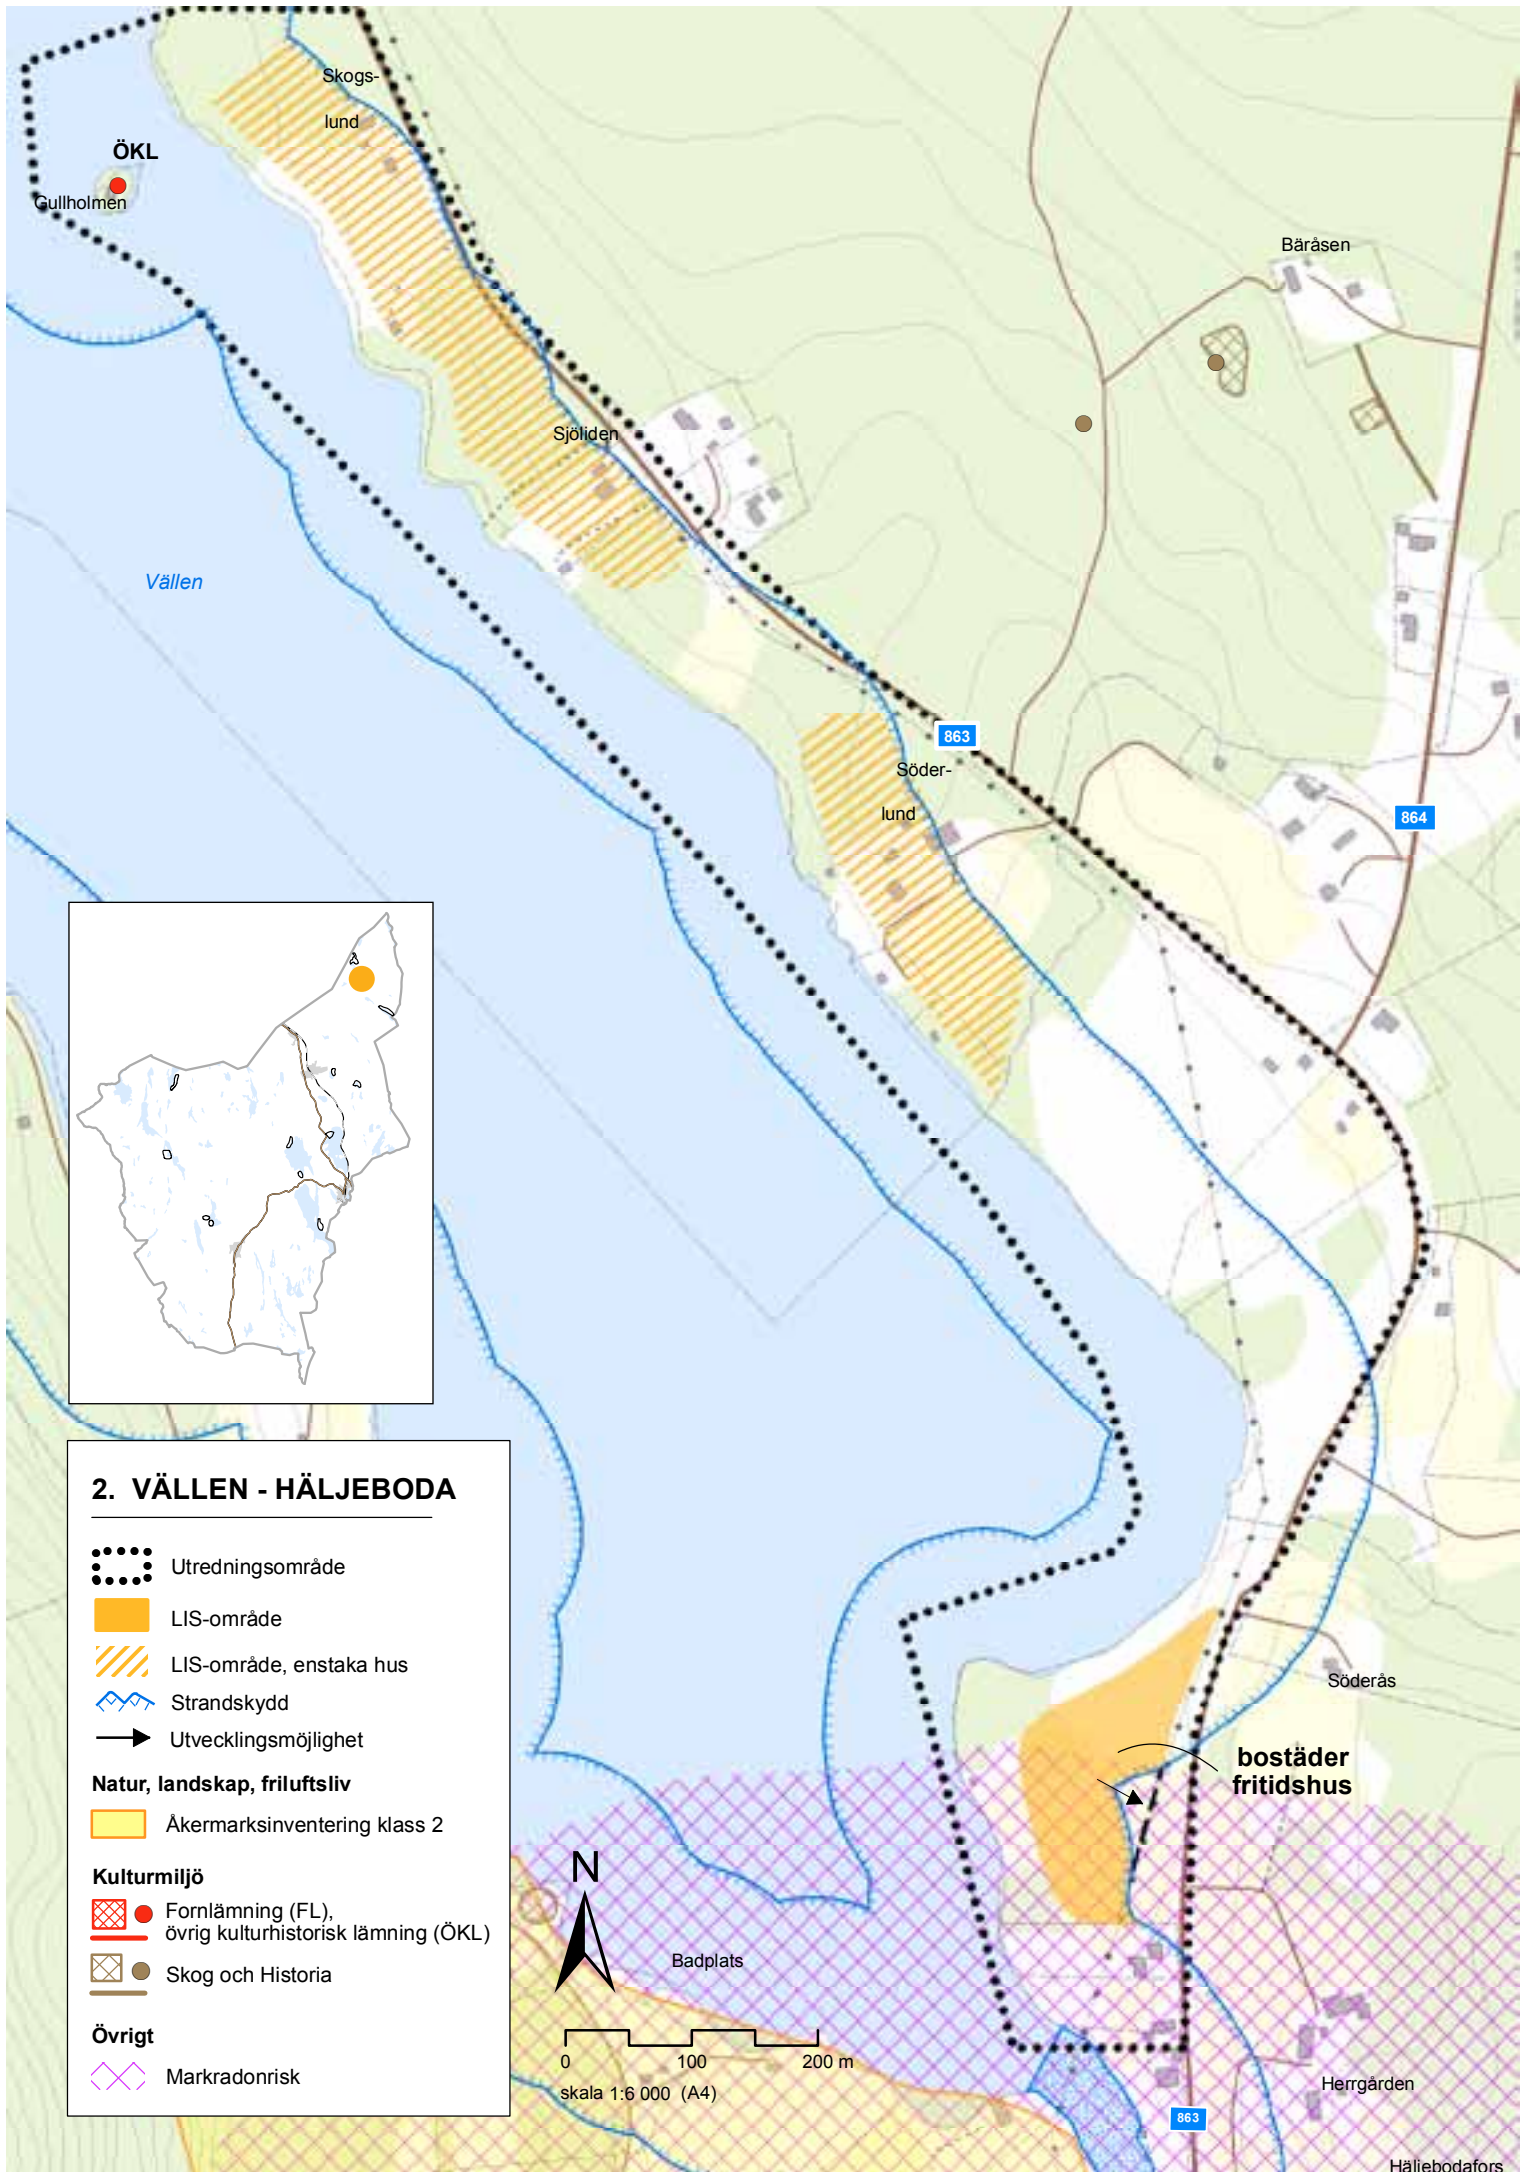 Skogs-
lund
ÖKL
Gullholmen
Bäråsen
Sjöliden
Vällen
863
Söder-
lund
864
2. VÄLLEN - HÄLJEBODA
Utredningsområde
LIS-område
LIS-område, enstaka hus
Strandskydd
Utvecklingsmöjlighet
Natur, landskap, friluftsliv
Åkermarksinventering klass 2
Kulturmiljö
Fornlämning (FL),
övrig kulturhistorisk lämning (ÖKL)
Skog och Historia
Övrigt
Markradonrisk
Söderås
bostäder
fritidshus
N
Badplats
0 100 200 m
skala 1:6 000 (A4)
Herrgården
863
Häljebodafors